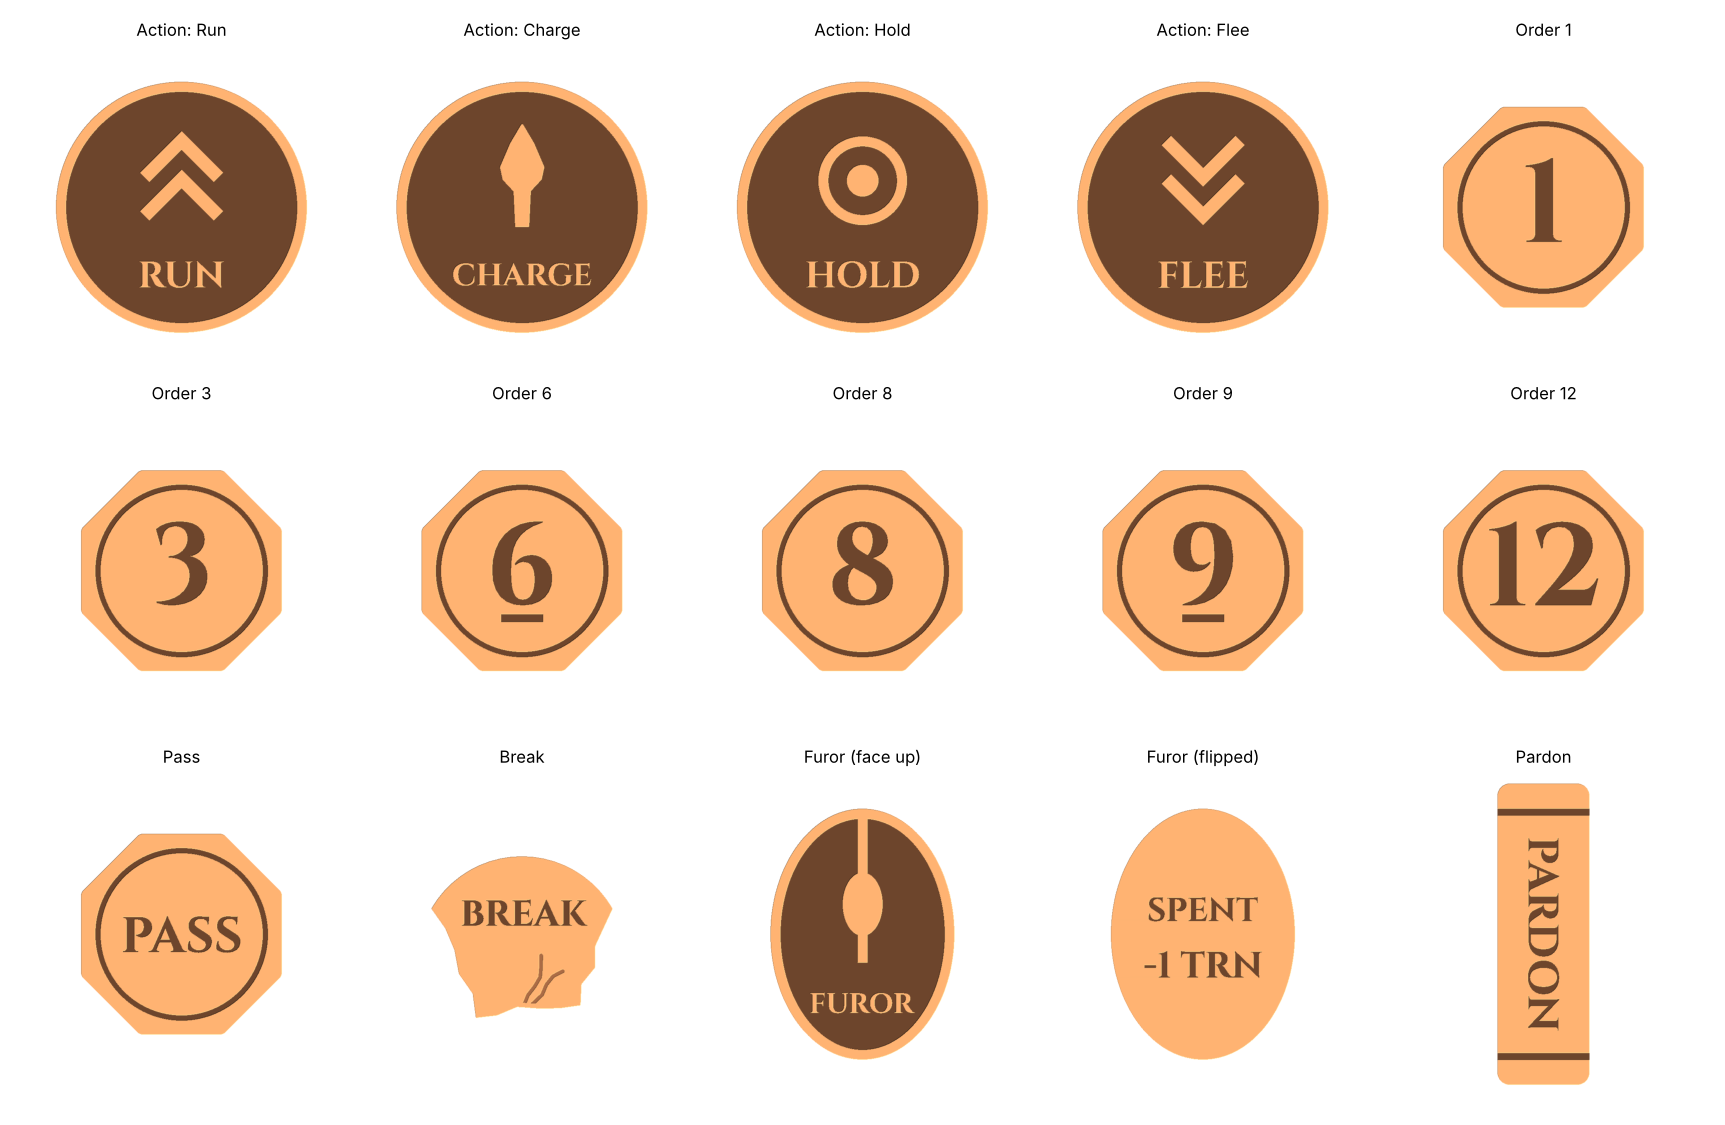 Action: Run
Action: Charge
Action: Hold
Action: Flee
Order 1
RUN
CHARGE
HOLD
FLEE
1
Order 3
Order 6
Order 8
Order 9
Order 12
3
6
8
9
12
Pass
Break
Furor (face up)
Furor (flipped)
Pardon
PASS
BREAK
FUROR
SPENT
-1 TRN
PARDON